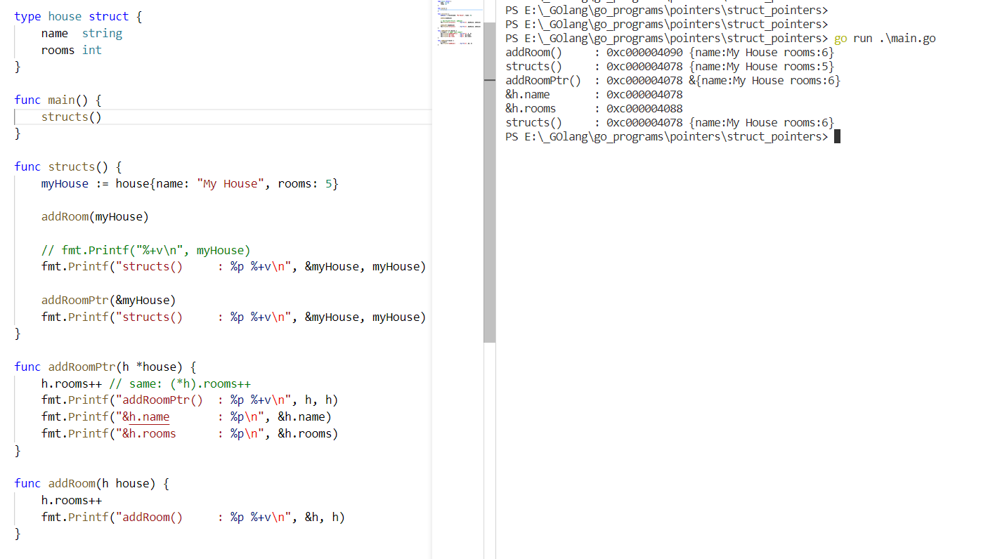 type house struct {
    name  string
    rooms int
}

func main() {
    structs()
}

func structs() {
    myHouse := house{name: "My House", rooms: 5}

    addRoom(myHouse)

    // fmt.Printf("%+v\n", myHouse)
    fmt.Printf("structs()     : %p %+v\n", &myHouse, myHouse)

    addRoomPtr(&myHouse)
    fmt.Printf("structs()     : %p %+v\n", &myHouse, myHouse)
}

func addRoomPtr(h *house) {
    h.rooms++ // same: (*h).rooms++
    fmt.Printf("addRoomPtr()  : %p %+v\n", h, h)
    fmt.Printf("&h.name       : %p\n", &h.name)
    fmt.Printf("&h.rooms      : %p\n", &h.rooms)
}

func addRoom(h house) {
    h.rooms++
    fmt.Printf("addRoom()     : %p %+v\n", &h, h)
}
PS E:\_GOlang\go_programs\pointers\struct_pointers>
PS E:\_GOlang\go_programs\pointers\struct_pointers>
PS E:\_GOlang\go_programs\pointers\struct_pointers> go run .\main.go
addRoom()     : 0xc000004090 {name:My House rooms:6}
structs()     : 0xc000004078 {name:My House rooms:5}
addRoomPtr()  : 0xc000004078 &{name:My House rooms:6}
&h.name       : 0xc000004078
&h.rooms      : 0xc000004088
structs()     : 0xc000004078 {name:My House rooms:6}
PS E:\_GOlang\go_programs\pointers\struct_pointers>